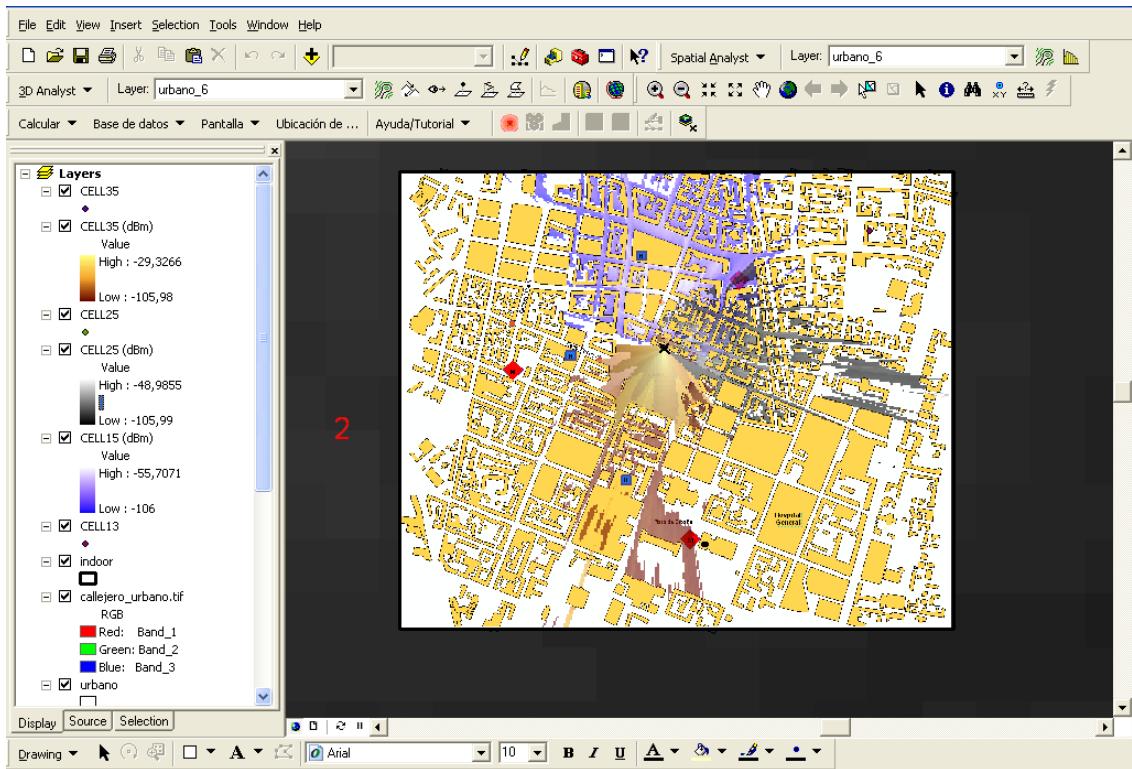 File Edit View Insert Selection Tools Window Help
Spatial Analyst Layer: urbano_6
3D Analyst Layer: urbano_6
Calcular Base de datos Pantalla Ubicación de ... Ayuda/Tutorial
Layers
CELL35
CELL35 (dBm)
Value
High : -29,3266
Low : -105,98
CELL25
CELL25 (dBm)
Value
High : -48,9855
Low : -105,99
CELL15 (dBm)
Value
High : -55,7071
Low : -106
CELL13
indoor
callejero_urbano.tif
RGB
Red: Band_1
Green: Band_2
Blue: Band_3
urbano
2
Hospital
General
Display Source Selection
Drawing Arial 10 B I U A